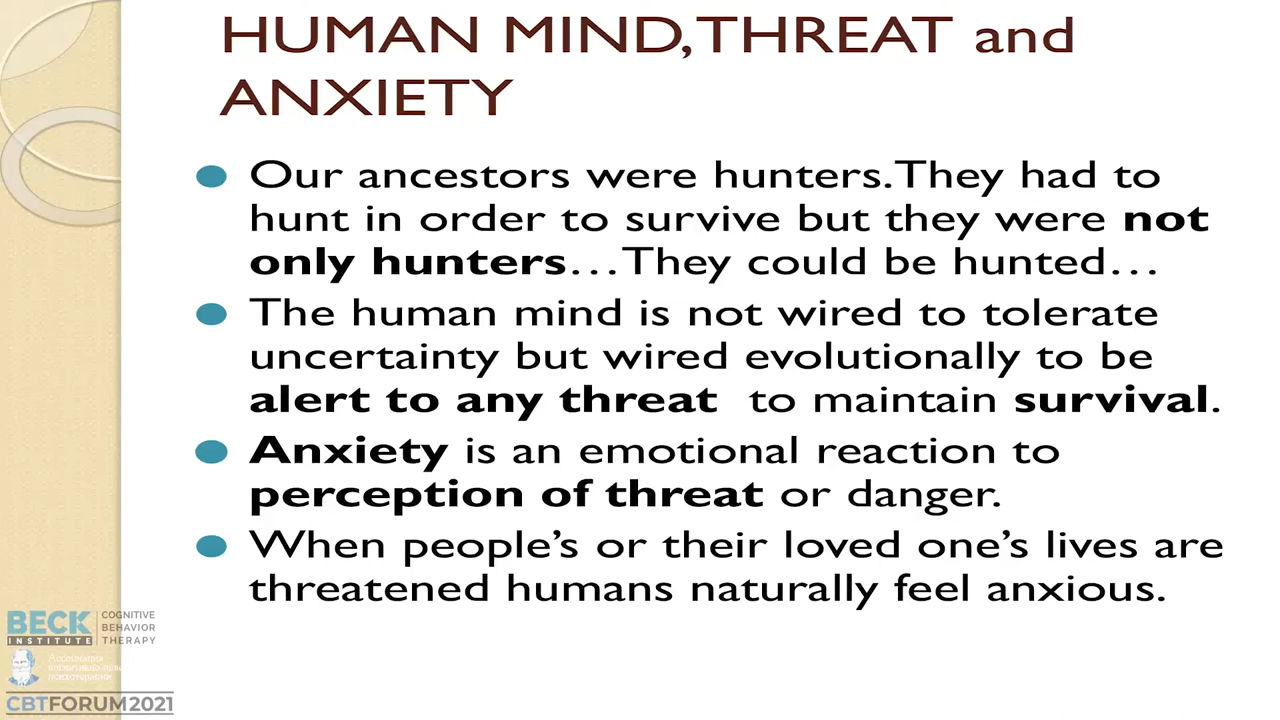 HUMAN MIND, THREAT and
ANXIETY
Our ancestors were hunters. They had to
hunt in order to survive but they were not
only hunters…They could be hunted…
The human mind is not wired to tolerate
uncertainty but wired evolutionally to be
alert to any threat to maintain survival.
Anxiety is an emotional reaction to
perception of threat or danger.
When people’s or their loved one’s lives are
threatened humans naturally feel anxious.
BECK
INSTITUTE
COGNITIVE
BEHAVIOR
THERAPY
Ассоциация
психотерапии
CBTFORUM2021